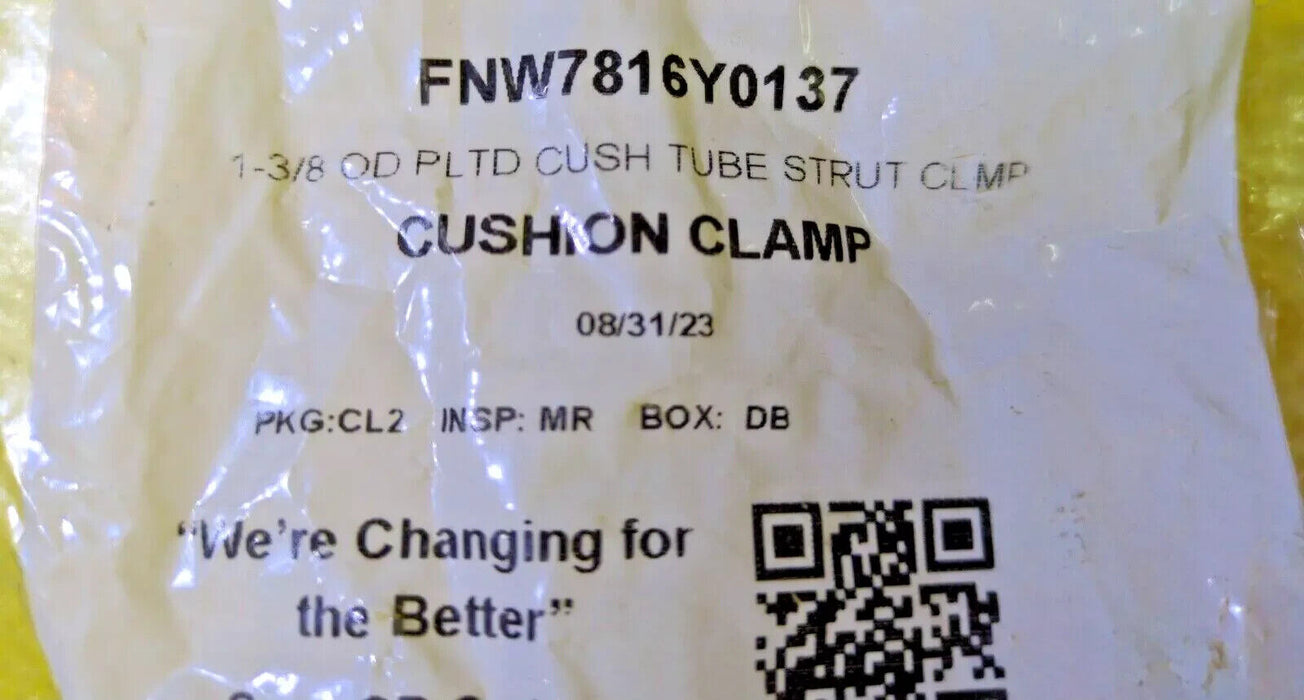 FNW7816Y0137
1-3/8 OD PLTD CUSH TUBE STRUT CLMP
CUSHION CLAMP
08/31/23
PKG:CL2 INSP: MR BOX: DB
“We're Changing for
the Better”